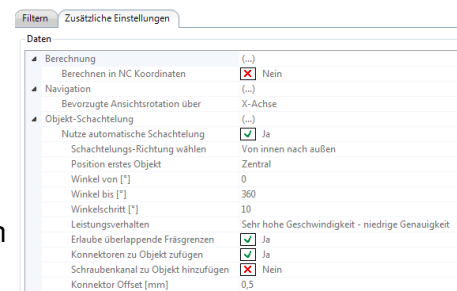 Filtern Zusätzliche Einstellungen
Daten
Berechnung (...)
Berechnen in NC Koordinaten Nein
Navigation (...)
Bevorzugte Ansichtsrotation über X-Achse
Objekt-Schachtelung (...)
Nutze automatische Schachtelung Ja
Schachtelungs-Richtung wählen Von innen nach außen
Position erstes Objekt Zentral
Winkel von [°] 0
Winkel bis [°] 360
Winkelschritt [°] 10
Leistungsverhalten Sehr hohe Geschwindigkeit - niedrige Genauigkeit
n
Erlaube überlappende Fräsgrenzen Ja
Konnektoren zu Objekt zufügen Ja
Schraubenkanal zu Objekt hinzufügen Nein
Konnektor Offset [mm] 0,5